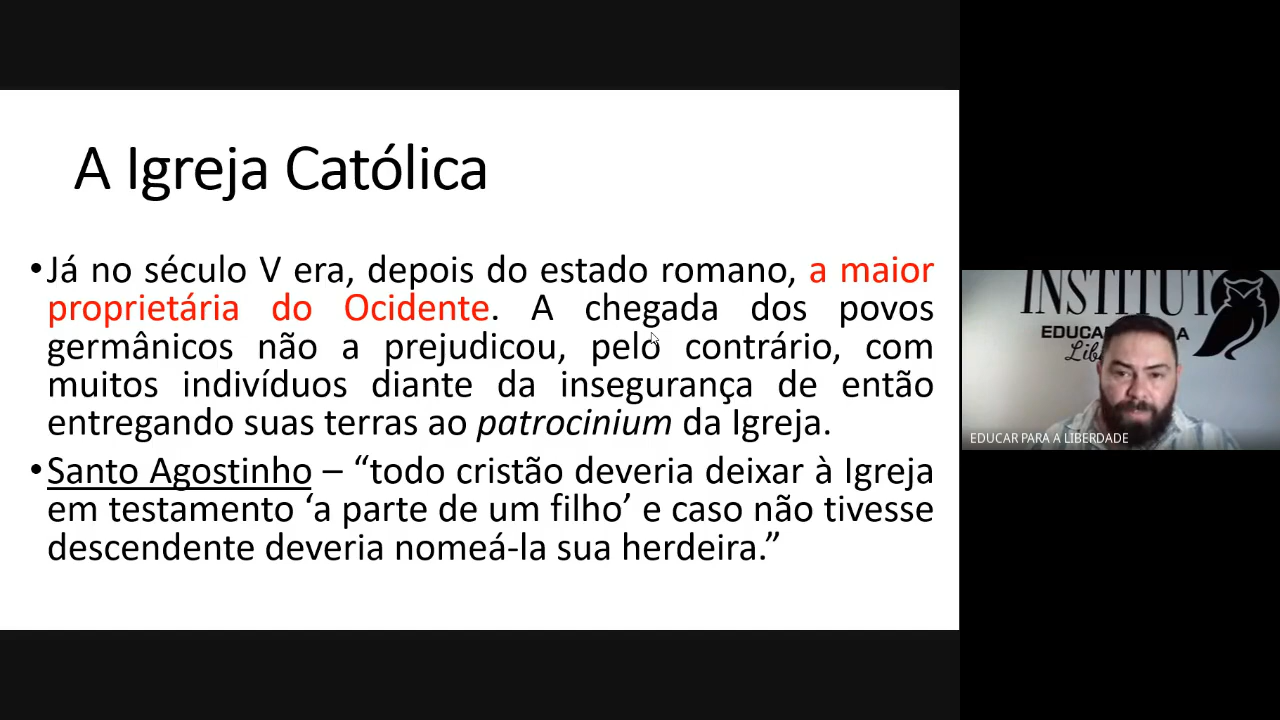 A Igreja Católica
•Já no século V era, depois do estado romano, a maior
proprietária do Ocidente. A chegada dos povos
germânicos não a prejudicou, pelo contrário, com
muitos indivíduos diante da insegurança de então
entregando suas terras ao patrocinium da Igreja.
•Santo Agostinho – “todo cristão deveria deixar à Igreja
em testamento ‘a parte de um filho’ e caso não tivesse
descendente deveria nomeá-la sua herdeira.”
INSTITUT
EDUCA A
EDUCAR PARA A LIBERDADE